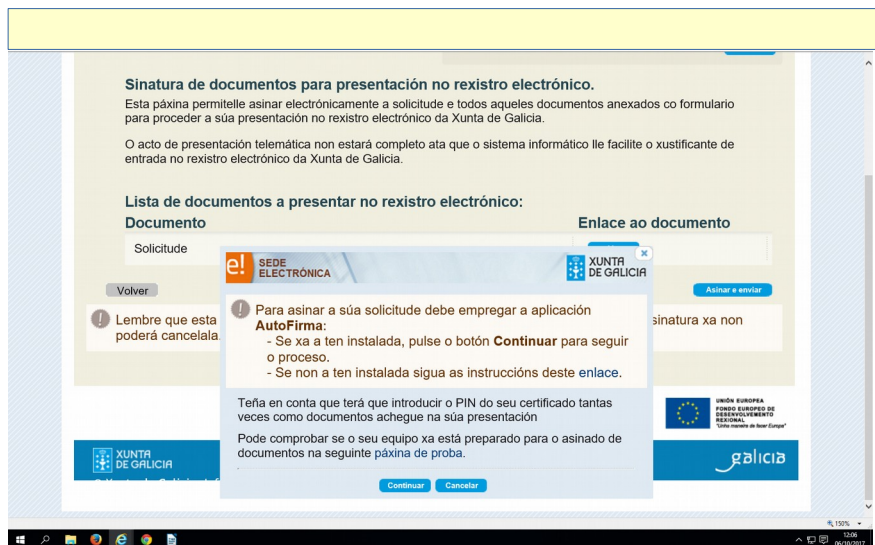 Sinatura de documentos para presentación no rexistro electrónico.
Esta páxina permitelle asinar electrónicamente a solicitude e todos aqueles documentos anexados co formulario
para proceder a súa presentación no rexistro electrónico da Xunta de Galicia.
O acto de presentación telemática non estará completo ata que o sistema informático lle facilite o xustificante de
entrada no rexistro electrónico da Xunta de Galicia.
Lista de documentos a presentar no rexistro electrónico:
Documento Enlace ao documento
Solicitude
e! SEDE
ELECTRÓNICA
XUNTA
DE GALICIA
Volver
Asinar e enviar
Lembre que esta
sinatura xa non
poderá cancelala.
Para asinar a súa solicitude debe empregar a aplicación
AutoFirma:
- Se xa a ten instalada, pulse o botón Continuar para seguir
o proceso.
- Se non a ten instalada sigua as instruccións deste enlace.
Teña en conta que terá que introducir o PIN do seu certificado tantas
veces como documentos achegue na súa presentación
Pode comprobar se o seu equipo xa está preparado para o asinado de
documentos na seguinte páxina de proba.
Continuar Cancelar
UNIÓN EUROPEA
FONDO EUROPEO DE
DESENVOLVEMENTO
REXIONAL
"Unha maneira de facer Europa"
XUNTA
DE GALICIA
galicia
150%
12:06
06/10/2017